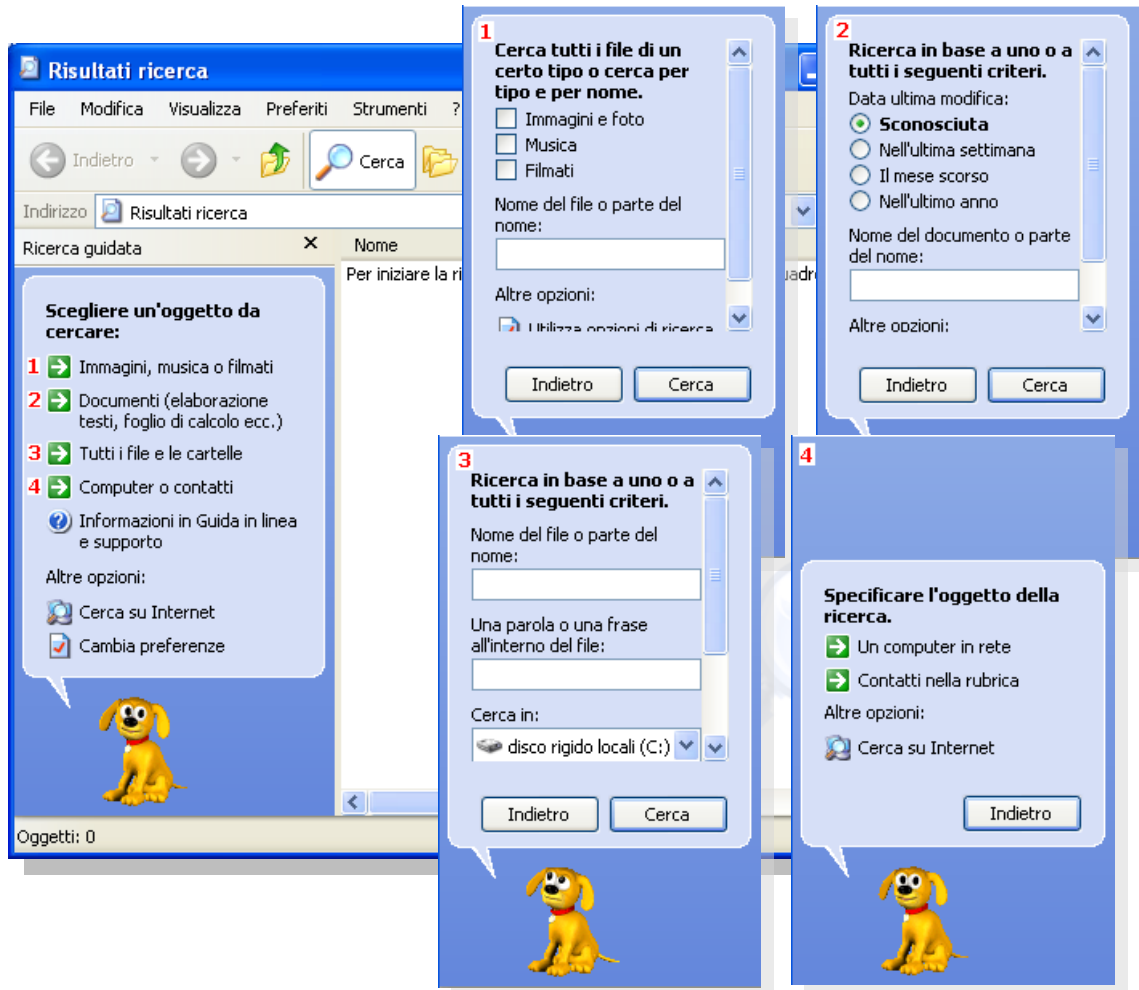 Risultati ricerca
File Modifica Visualizza Preferiti Strumenti ?
Indietro Cerca
Indirizzo Risultati ricerca
Ricerca guidata Nome
Per iniziare la ri
Scegliere un'oggetto da
cercare:
1 Immagini, musica o filmati
2 Documenti (elaborazione
testi, foglio di calcolo ecc.)
3 Tutti i file e le cartelle
4 Computer o contatti
Informazioni in Guida in linea
e supporto
Altre opzioni:
Cerca su Internet
Cambia preferenze
Oggetti: 0
1
Cerca tutti i file di un
certo tipo o cerca per
tipo e per nome.
Immagini e foto
Musica
Filmati
Nome del file o parte del
nome:
Altre opzioni:
Utilizza opzioni di ricerca
Indietro Cerca
2
Ricerca in base a uno o a
tutti i seguenti criteri.
Data ultima modifica:
Sconosciuta
Nell'ultima settimana
Il mese scorso
Nell'ultimo anno
Nome del documento o parte
del nome:
Altre opzioni:
Indietro Cerca
3
Ricerca in base a uno o a
tutti i seguenti criteri.
Nome del file o parte del
nome:
Una parola o una frase
all'interno del file:
Cerca in:
disco rigido locali (C:)
Indietro Cerca
4
Specificare l'oggetto della
ricerca.
Un computer in rete
Contatti nella rubrica
Altre opzioni:
Cerca su Internet
Indietro